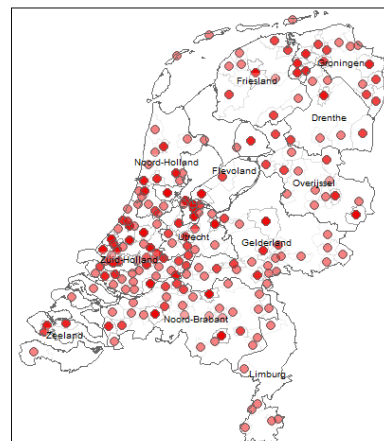 Groningen
Friesland
Drenthe
Noord-Holland
Flevoland
Overijssel
Utrecht
Gelderland
Zuid-Holland
Noord-Brabant
Zeeland
Limburg